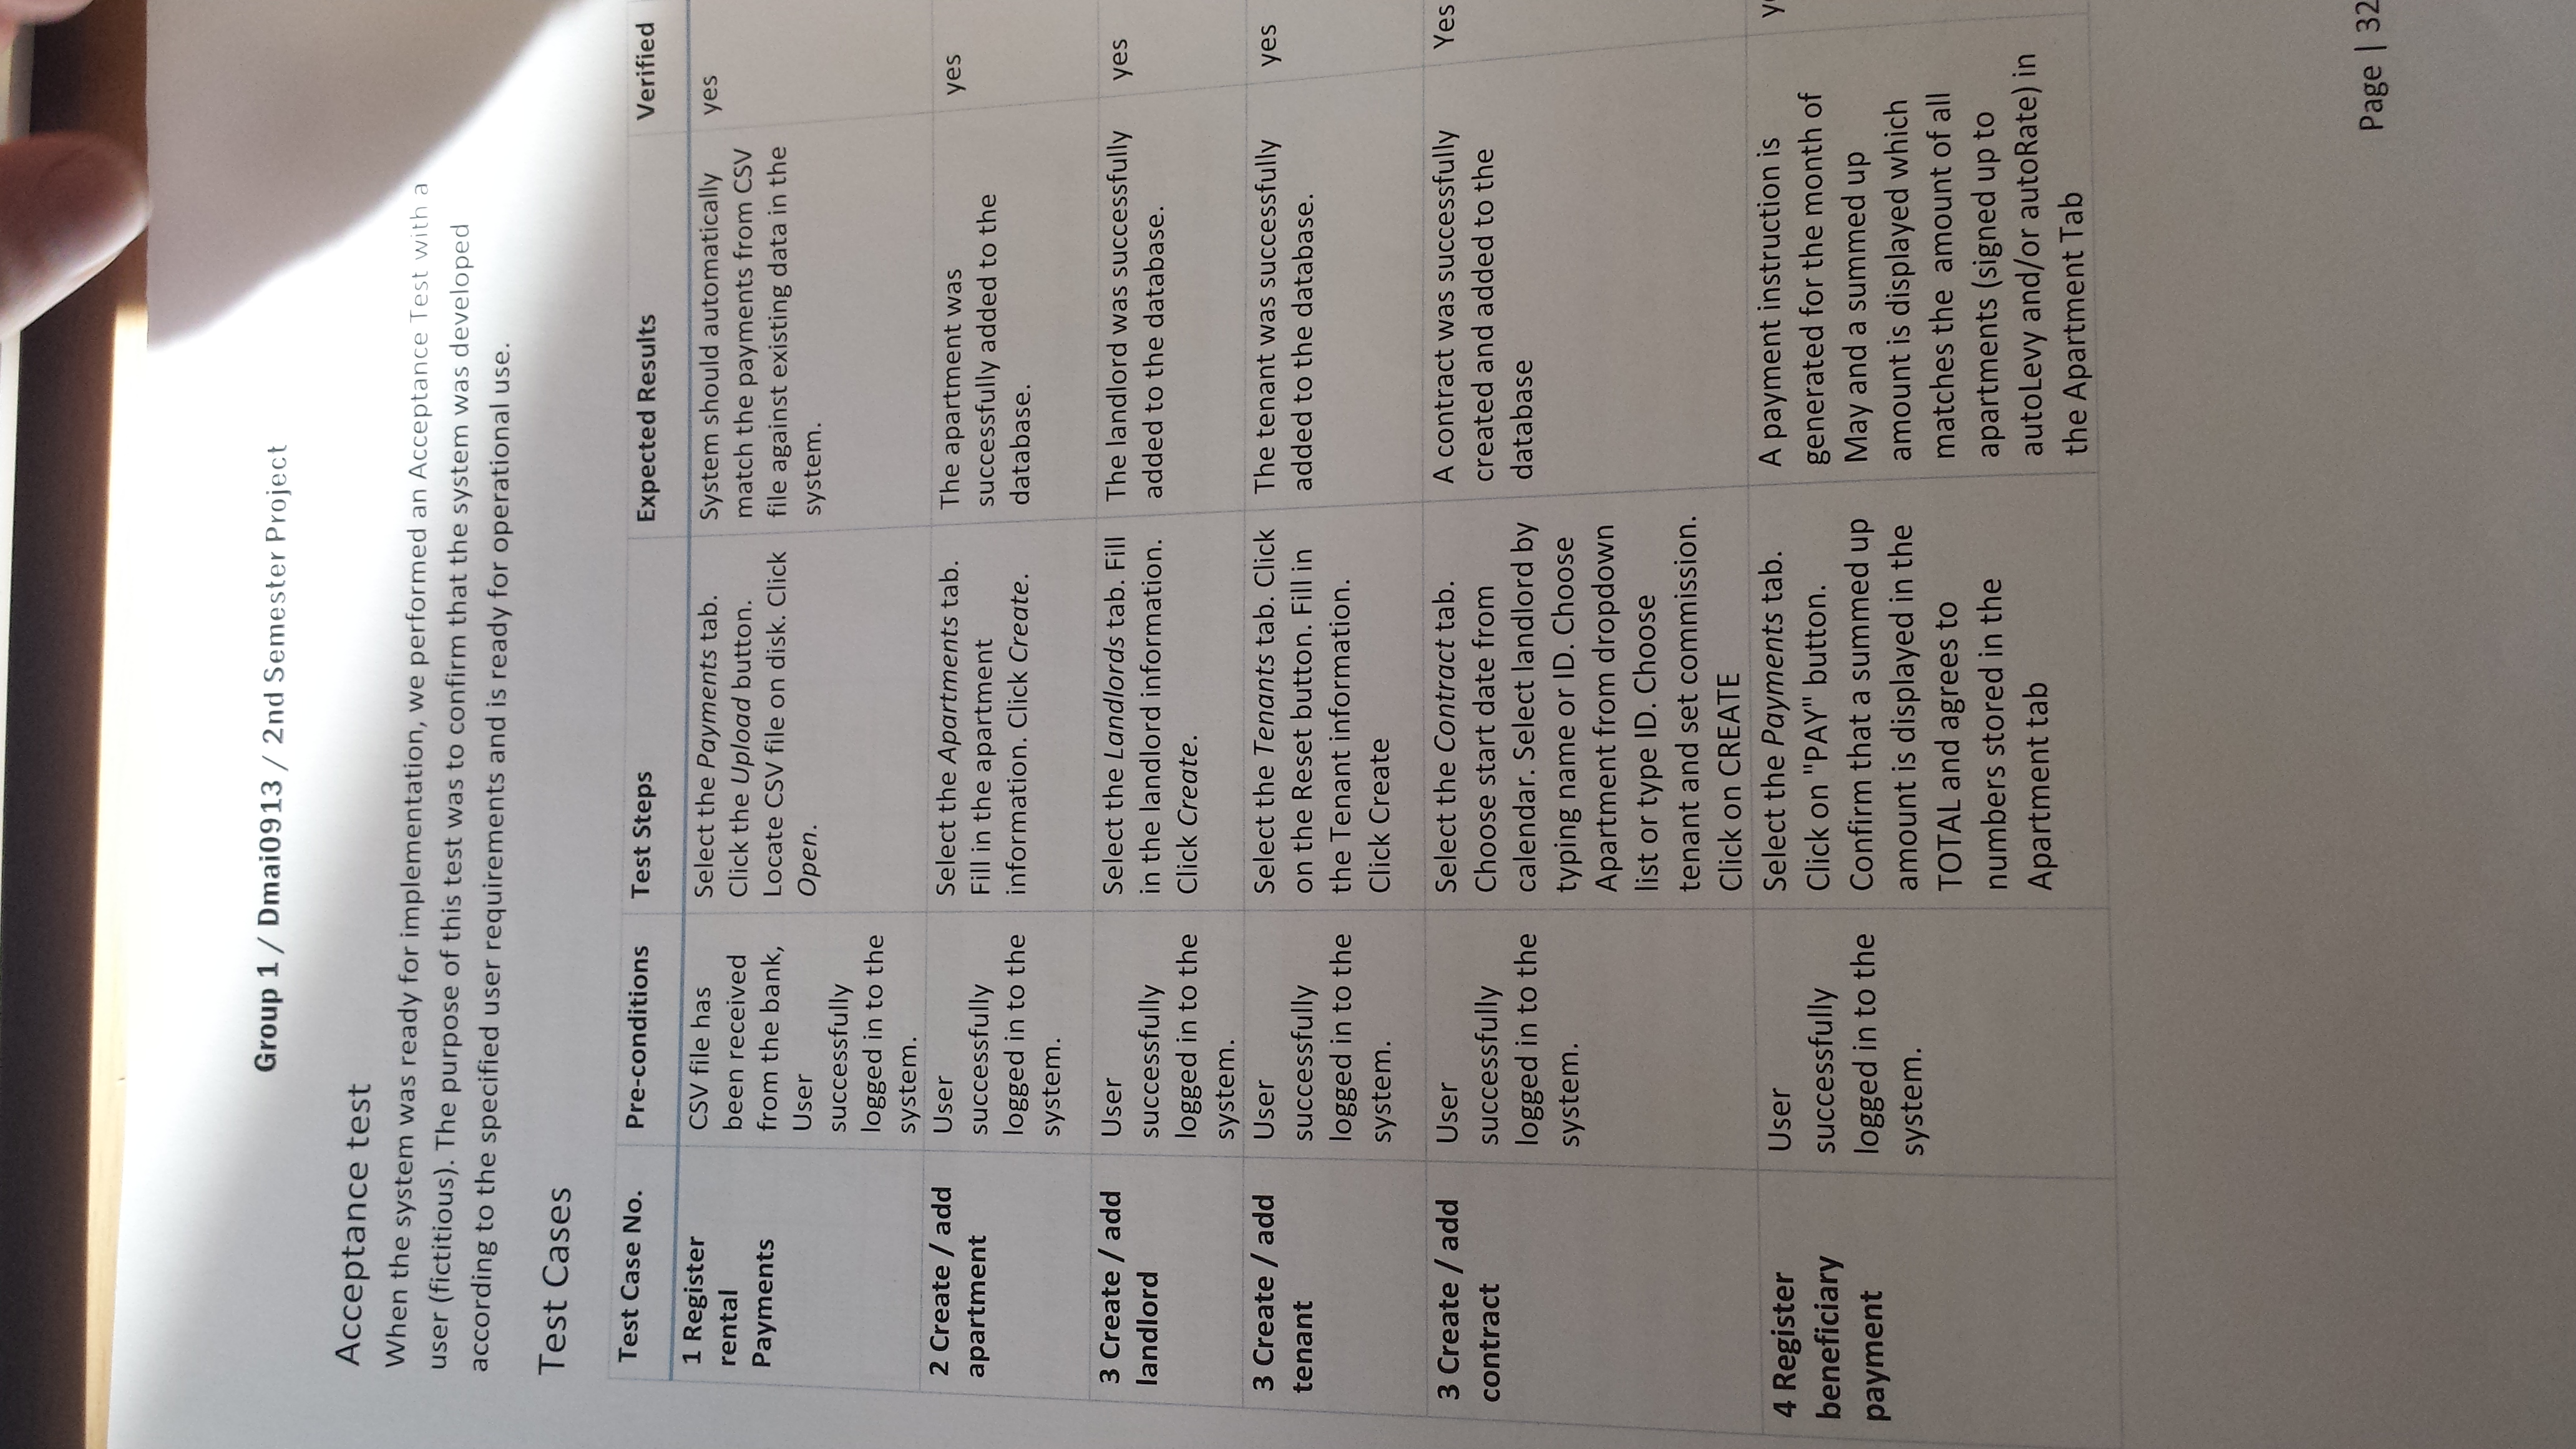 Group 1 / Dmai0913 / 2nd Semester Project
Acceptance test
When the system was ready for implementation, we performed an Acceptance Test with a
user (fictitious). The purpose of this test was to confirm that the system was developed
according to the specified user requirements and is ready for operational use.
Test Cases
Test Case No.
Pre-conditions
Test Steps
Expected Results
Verified
1 Register
rental
Payments
CSV file has
been received
from the bank,
User
successfully
logged in to the
system.
Select the Payments tab.
Click the Upload button.
Locate CSV file on disk. Click
Open.
System should automatically
match the payments from CSV
file against existing data in the
system.
yes
2 Create / add
apartment
User
successfully
logged in to the
system.
Select the Apartments tab.
Fill in the apartment
information. Click Create.
The apartment was
successfully added to the
database.
yes
3 Create / add
landlord
User
successfully
logged in to the
system.
Select the Landlords tab. Fill
in the landlord information.
Click Create.
The landlord was successfully
added to the database.
yes
3 Create / add
tenant
User
successfully
logged in to the
system.
Select the Tenants tab. Click
on the Reset button. Fill in
the Tenant information.
Click Create
The tenant was successfully
added to the database.
yes
3 Create / add
contract
User
successfully
logged in to the
system.
Select the Contract tab.
Choose start date from
calendar. Select landlord by
typing name or ID. Choose
Apartment from dropdown
list or type ID. Choose
tenant and set commission.
Click on CREATE
A contract was successfully
created and added to the
database
Yes
4 Register
beneficiary
payment
User
successfully
logged in to the
system.
Select the Payments tab.
Click on "PAY" button.
Confirm that a summed up
amount is displayed in the
TOTAL and agrees to
numbers stored in the
Apartment tab
A payment instruction is
generated for the month of
May and a summed up
amount is displayed which
matches the  amount of all
apartments (signed up to
autoLevy and/or autoRate) in
the Apartment Tab
Page | 32